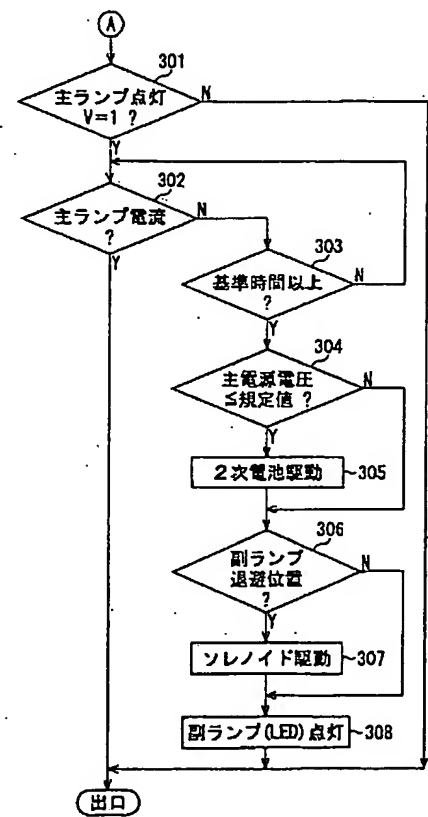 A
301
主ランプ点灯
V=1 ?
N
Y
302
主ランプ電流
?
N
Y
303
基準時間以上
?
N
Y
304
主電源電圧
≦規定値 ?
N
Y
2次電池駆動
305
306
副ランプ
退避位置
?
N
Y
ソレノイド駆動
307
副ランプ(LED)点灯
308
出口